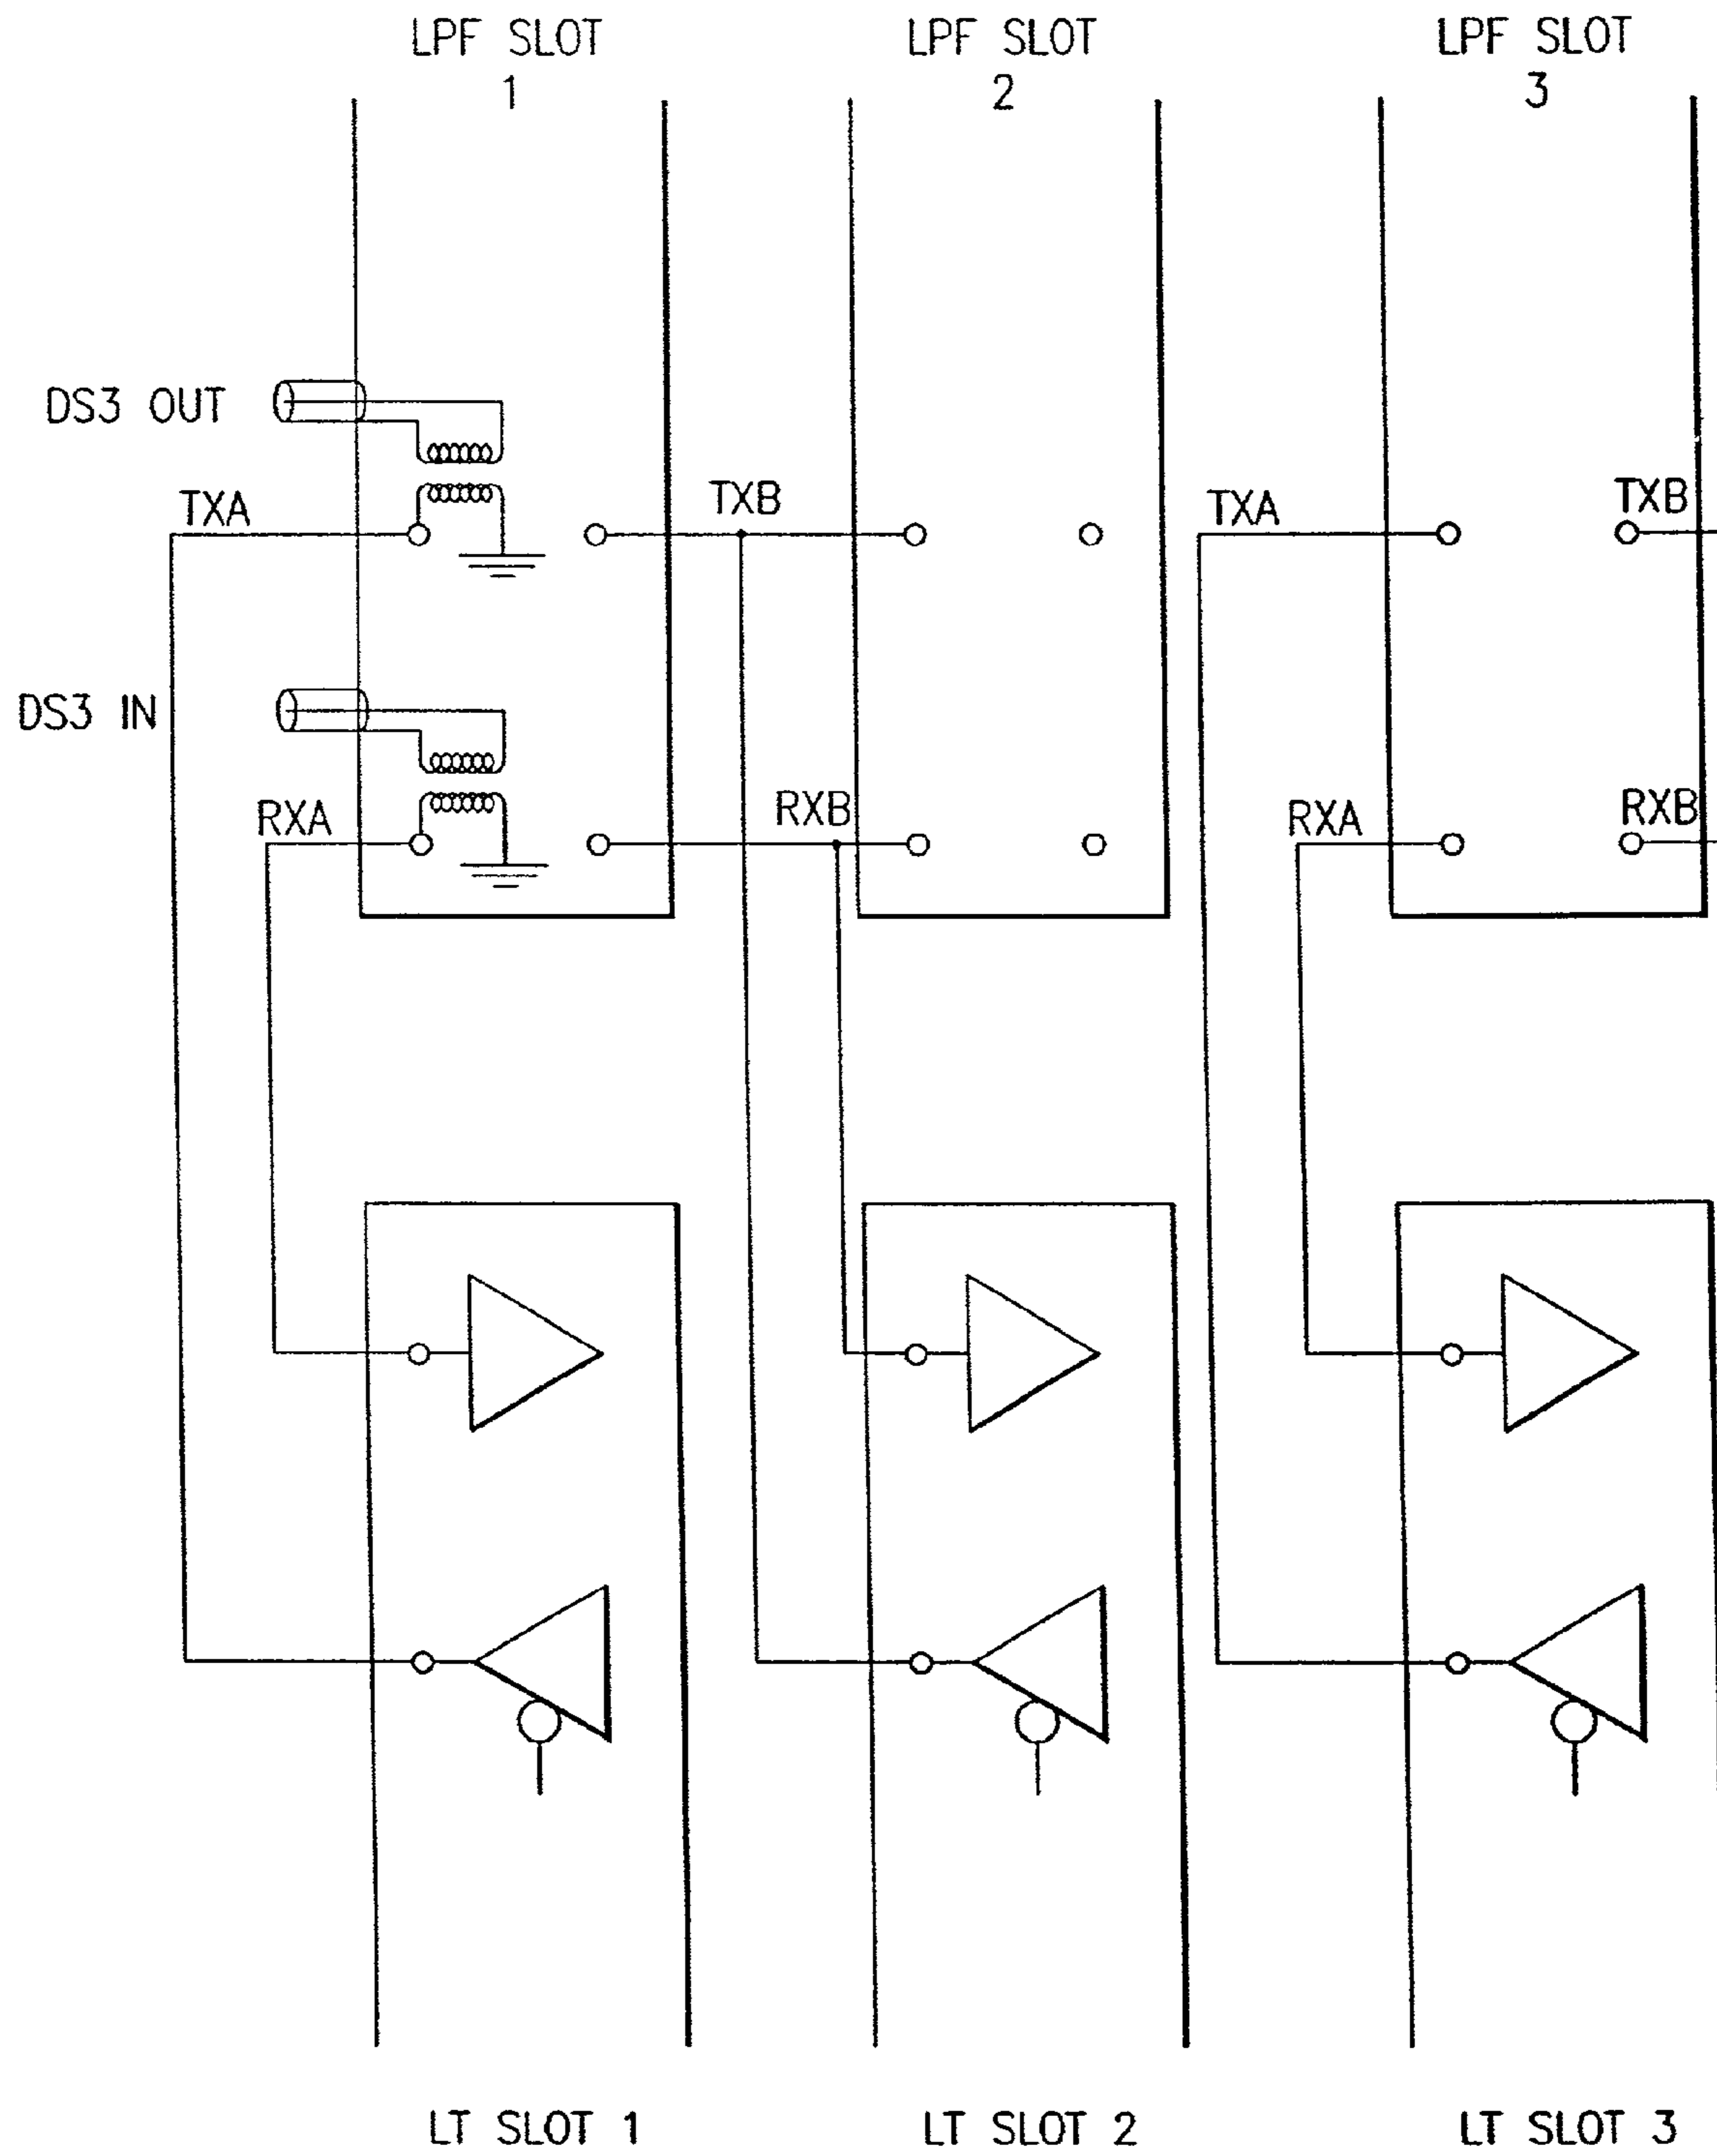 LPF SLOT
1
LPF SLOT
2
LPF SLOT
3
DS3 OUT
TXA
TXB
TXA
TXB
DS3 IN
RXA
RXB
RXA
RXB
LT SLOT 1
LT SLOT 2
LT SLOT 3